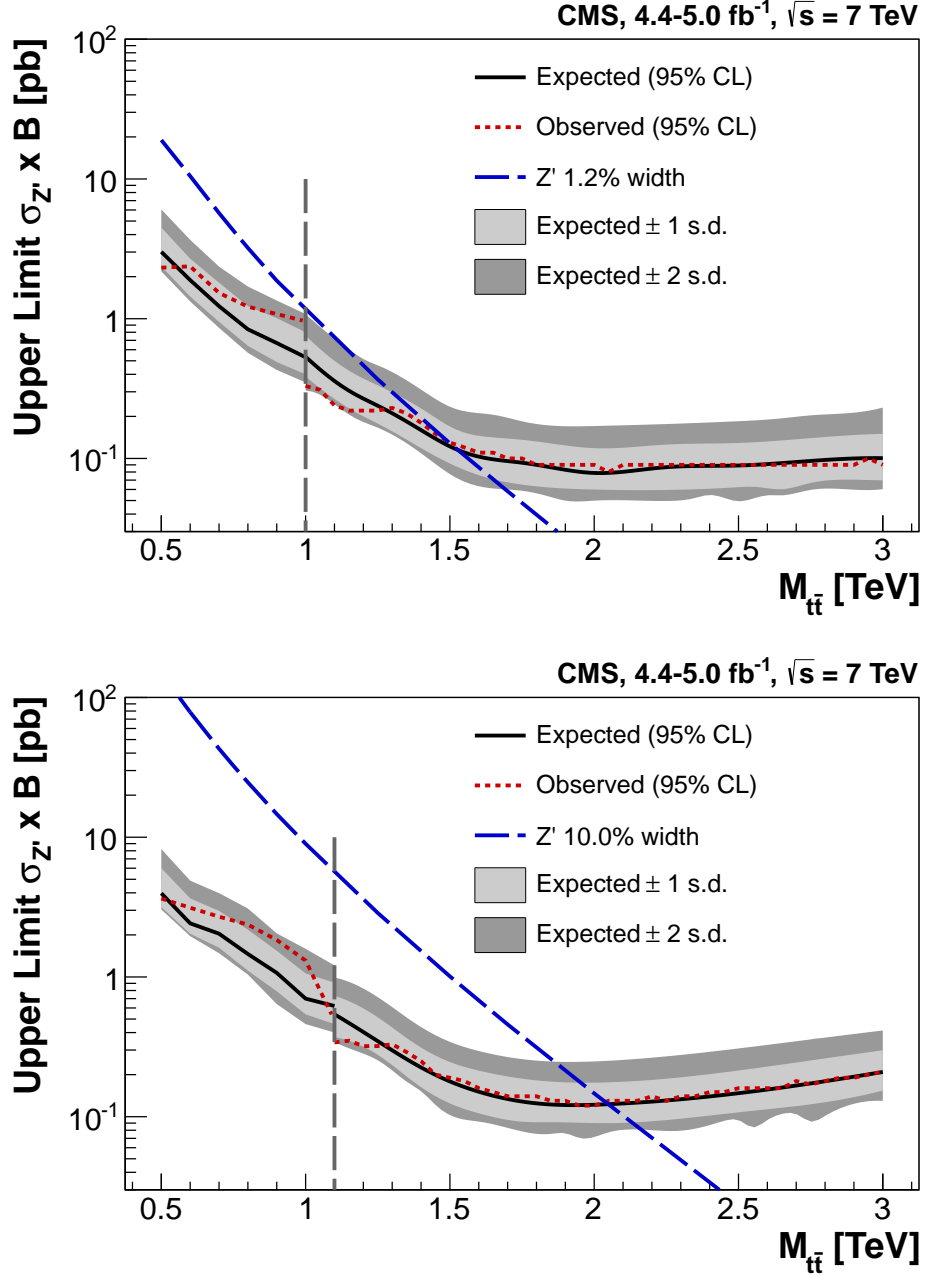 CMS, 4.4-5.0 fb⁻¹, √s = 7 TeV
Upper Limit σ_Z' x B [pb]
10²
10
1
10⁻¹
Expected (95% CL)
Observed (95% CL)
Z' 1.2% width
Expected ± 1 s.d.
Expected ± 2 s.d.
0.5 1 1.5 2 2.5 3
M_tt̄ [TeV]
CMS, 4.4-5.0 fb⁻¹, √s = 7 TeV
Upper Limit σ_Z' x B [pb]
10²
10
1
10⁻¹
Expected (95% CL)
Observed (95% CL)
Z' 10.0% width
Expected ± 1 s.d.
Expected ± 2 s.d.
0.5 1 1.5 2 2.5 3
M_tt̄ [TeV]